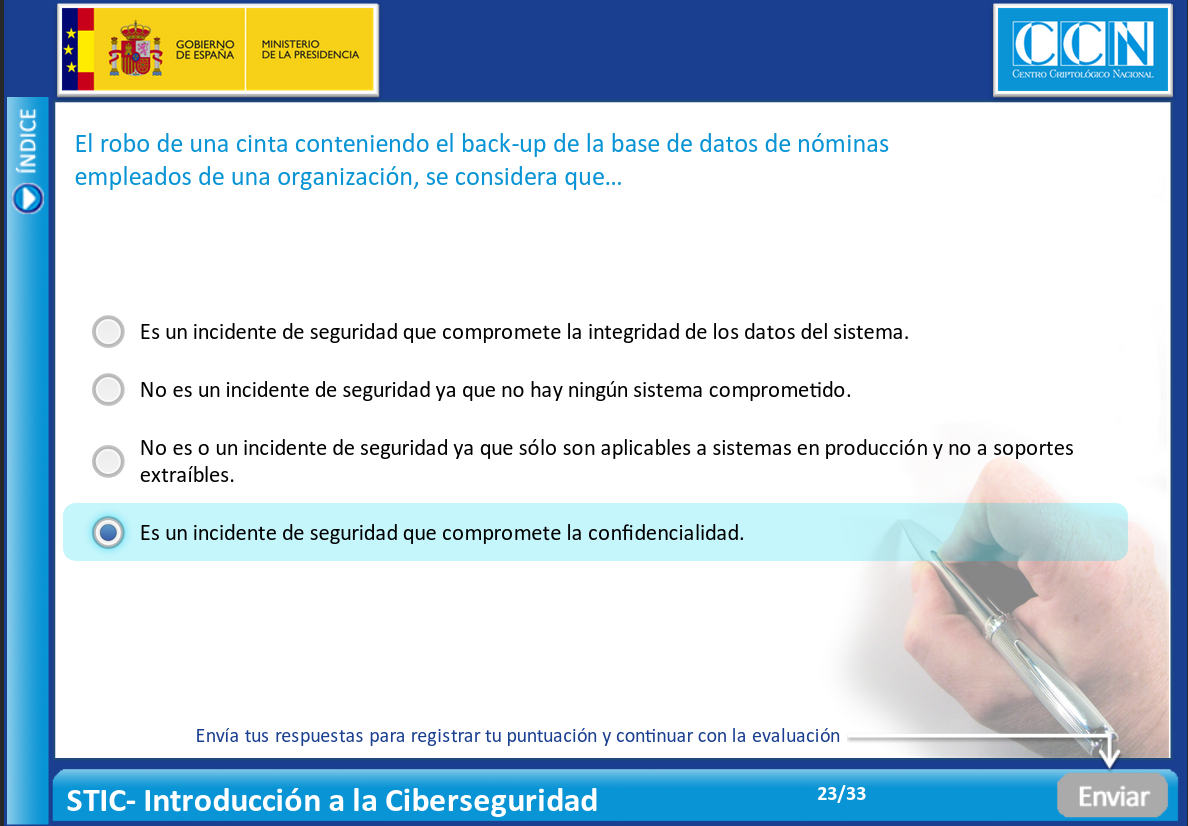 GOBIERNO
DE ESPAÑA
MINISTERIO
DE LA PRESIDENCIA
CCN
CENTRO CRIPTOLÓGICO NACIONAL
ÍNDICE
El robo de una cinta conteniendo el back-up de la base de datos de nóminas
empleados de una organización, se considera que...
Es un incidente de seguridad que compromete la integridad de los datos del sistema.
No es un incidente de seguridad ya que no hay ningún sistema comprometido.
No es o un incidente de seguridad ya que sólo son aplicables a sistemas en producción y no a soportes
extraíbles.
Es un incidente de seguridad que compromete la confidencialidad.
Envía tus respuestas para registrar tu puntuación y continuar con la evaluación
STIC- Introducción a la Ciberseguridad
23/33
Enviar